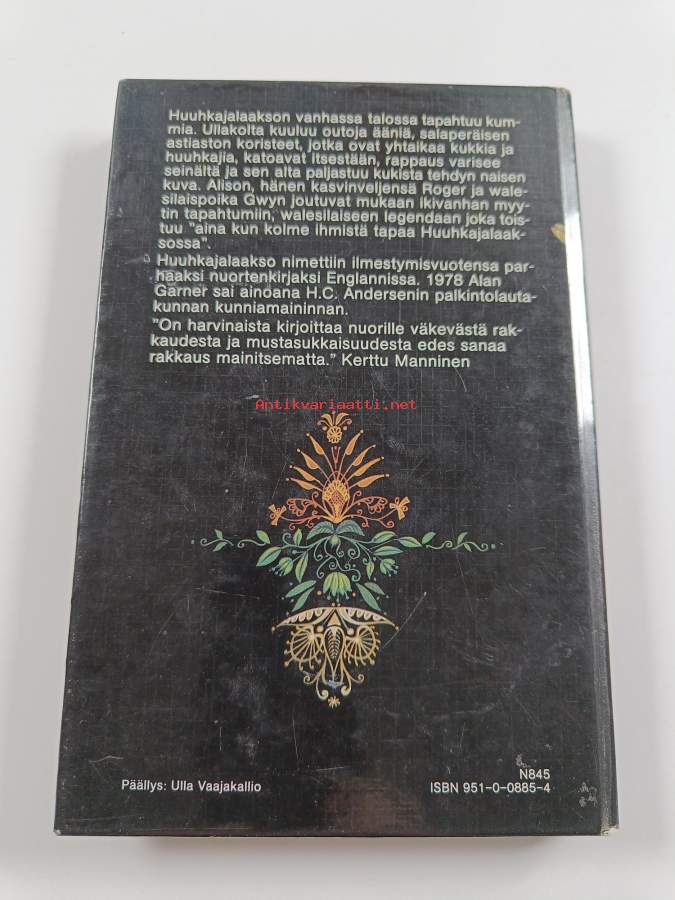 Huuhkajalaakson vanhassa talossa tapahtuu kum-
mia. Ullakolta kuuluu outoja ääniä, salaperäisen
astiaston koristeet, jotka ovat yhtaikaa kukkia ja
huuhkajia, katoavat itsestään, rappaus varisee
seinältä ja sen alta paljastuu kukista tehdyn naisen
kuva. Alison, hänen kasvinveljensä Roger ja wale-
silaispoika Gwyn joutuvat mukaan ikivanhan myy-
tin tapahtumiin, walesilaiseen legendaan joka tois-
tuu "aina kun kolme ihmistä tapaa Huuhkajalaak-
sossa".
Huuhkajalaakso nimettiin ilmestymisvuotensa par-
haaksi nuortenkirjaksi Englannissa. 1978 Alan
Garner sai ainoana H.C. Andersenin palkintolauta-
kunnan kunniamaininnan.
"On harvinaista kirjoittaa nuorille väkevästä rak-
kaudesta ja mustasukkaisuudesta edes sanaa
rakkaus mainitsematta." Kerttu Manninen
Antikvariaatti.net
N845
Päällys: Ulla Vaajakallio
ISBN 951-0-0885-4